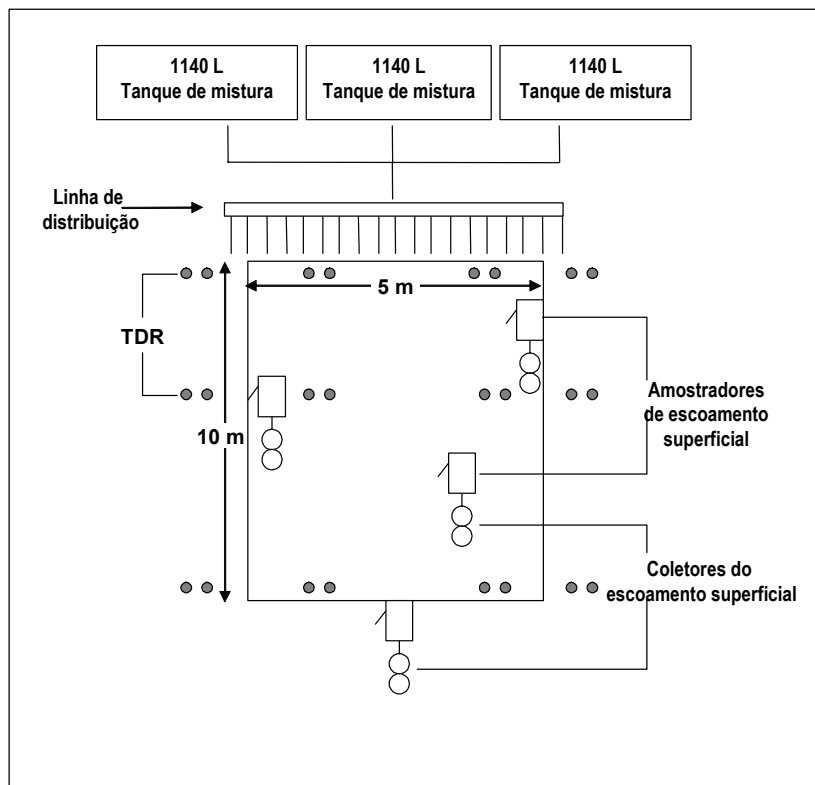 1140 L
Tanque de mistura
1140 L
Tanque de mistura
1140 L
Tanque de mistura
Linha de
distribuição
5 m
TDR
10 m
Amostradores
de escoamento
superficial
Coletores do
escoamento superficial